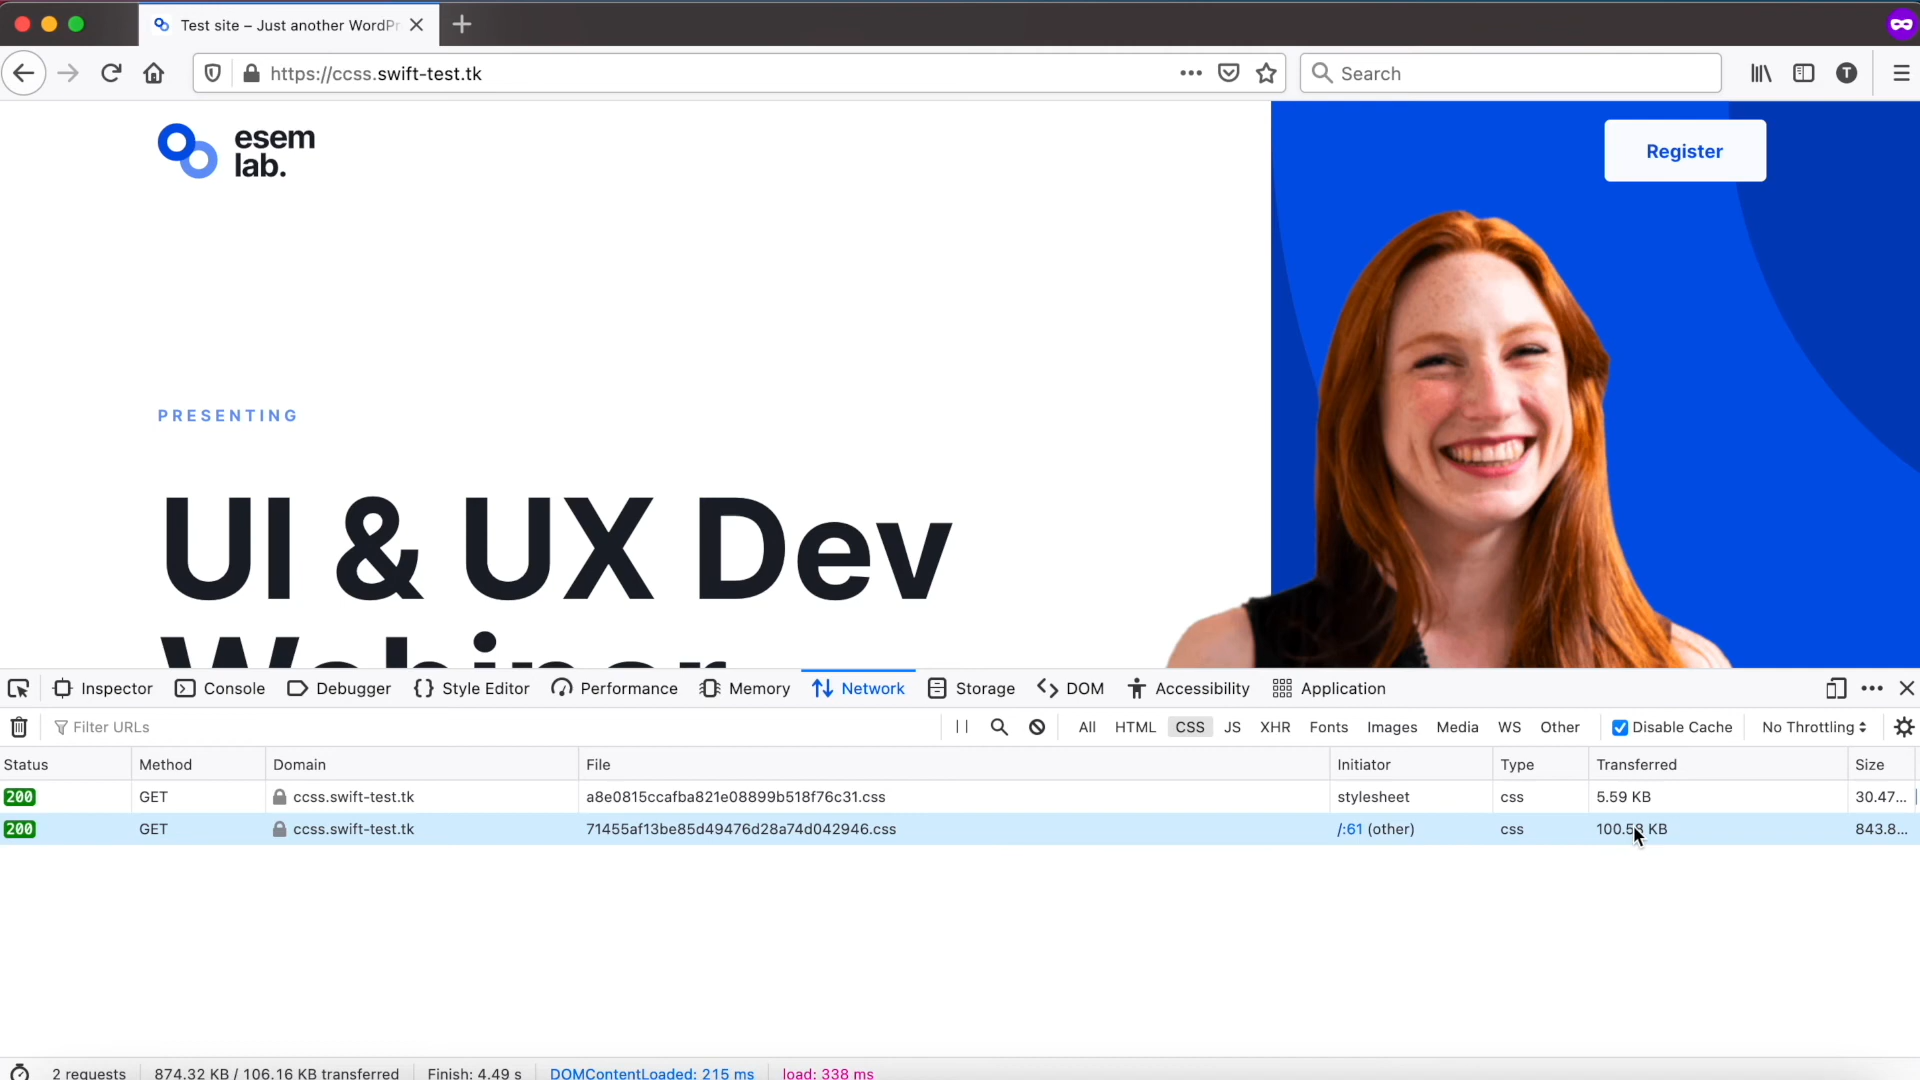 Test site – Just another WordPr
https://ccss.swift-test.tk
Search
T
esem
lab.
Register
PRESENTING
UI & UX Dev
Webinar
Inspector
Console
Debugger
Style Editor
Performance
Memory
Network
Storage
DOM
Accessibility
Application
Filter URLs
All HTML CSS JS XHR Fonts Images Media WS Other
Disable Cache
No Throttling
Status Method Domain File Initiator Type Transferred Size
200 GET ccss.swift-test.tk a8e0815ccafba821e08899b518f76c31.css stylesheet css 5.59 KB 30.47...
200 GET ccss.swift-test.tk 71455af13be85d49476d28a74d042946.css /:61 (other) css KB 843.8...
2 requests 874.32 KB / 106.16 KB transferred Finish: 4.49 s DOMContentLoaded: 215 ms load: 338 ms